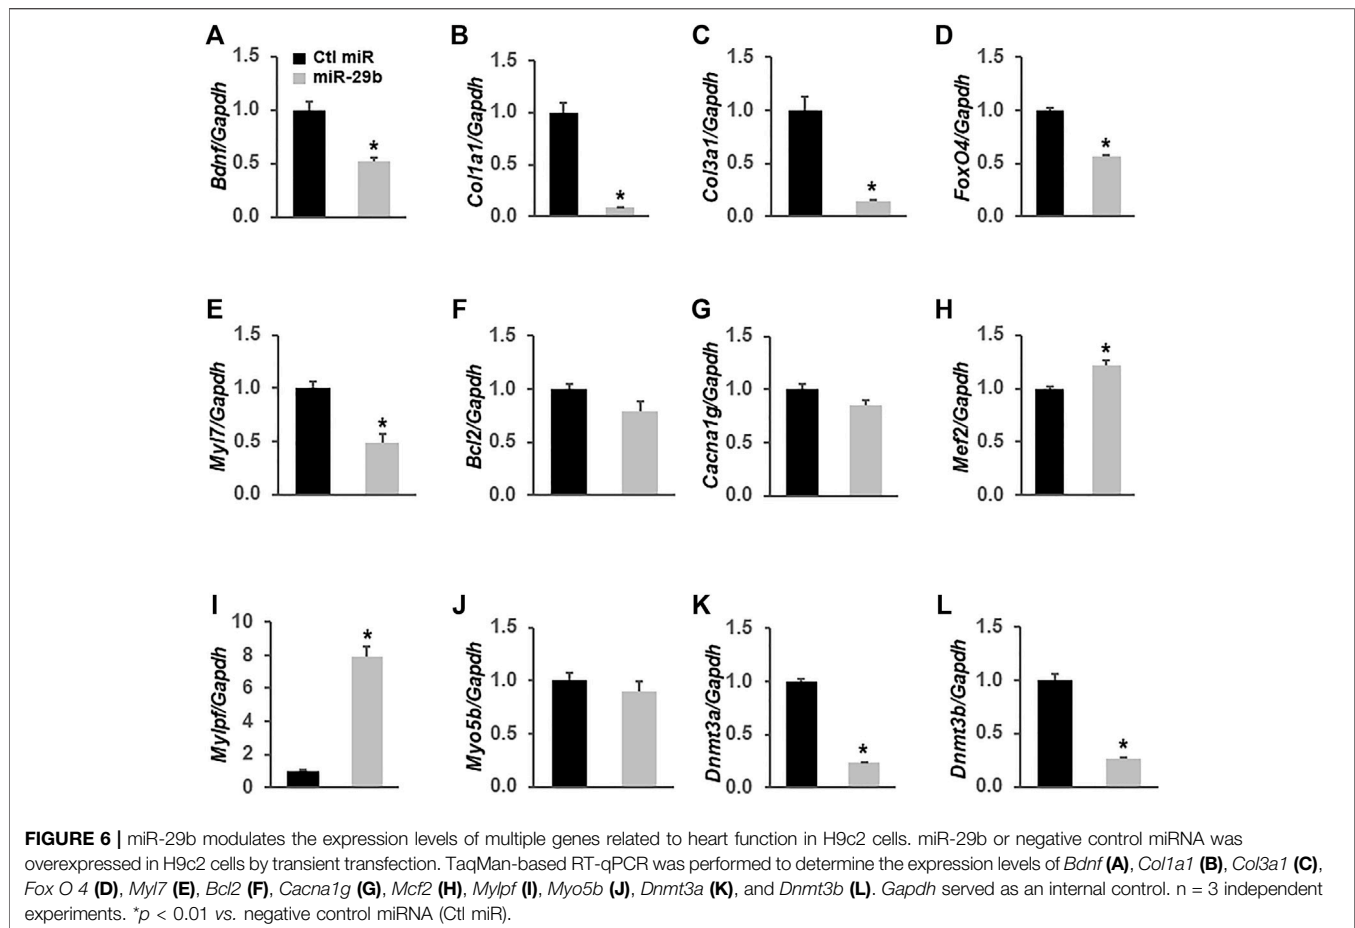 A
B
C
D
Ctl miR
miR-29b
Bdnf/Gapdh
1.5
1.0
0.5
0.0
*
Col1a1/Gapdh
1.5
1.0
0.5
0.0
*
Col3a1/Gapdh
1.5
1.0
0.5
0.0
*
FoxO4/Gapdh
1.5
1.0
0.5
0.0
*
E
F
G
H
Myl7/Gapdh
1.5
1.0
0.5
0.0
*
Bcl2/Gapdh
1.5
1.0
0.5
0.0
Cacna1g/Gapdh
1.5
1.0
0.5
0.0
Mef2/Gapdh
1.5
1.0
0.5
0.0
*
I
J
K
L
Mylpf/Gapdh
10
8
6
4
2
0
*
Myo5b/Gapdh
1.5
1.0
0.5
0.0
Dnmt3a/Gapdh
1.5
1.0
0.5
0.0
*
Dnmt3b/Gapdh
1.5
1.0
0.5
0.0
*
FIGURE 6 | miR-29b modulates the expression levels of multiple genes related to heart function in H9c2 cells. miR-29b or negative control miRNA was
overexpressed in H9c2 cells by transient transfection. TaqMan-based RT-qPCR was performed to determine the expression levels of Bdnf (A), Col1a1 (B), Col3a1 (C),
Fox O 4 (D), Myl7 (E), Bcl2 (F), Cacna1g (G), Mcf2 (H), Mylpf (I), Myo5b (J), Dnmt3a (K), and Dnmt3b (L). Gapdh served as an internal control. n = 3 independent
experiments. *p < 0.01 vs. negative control miRNA (Ctl miR).